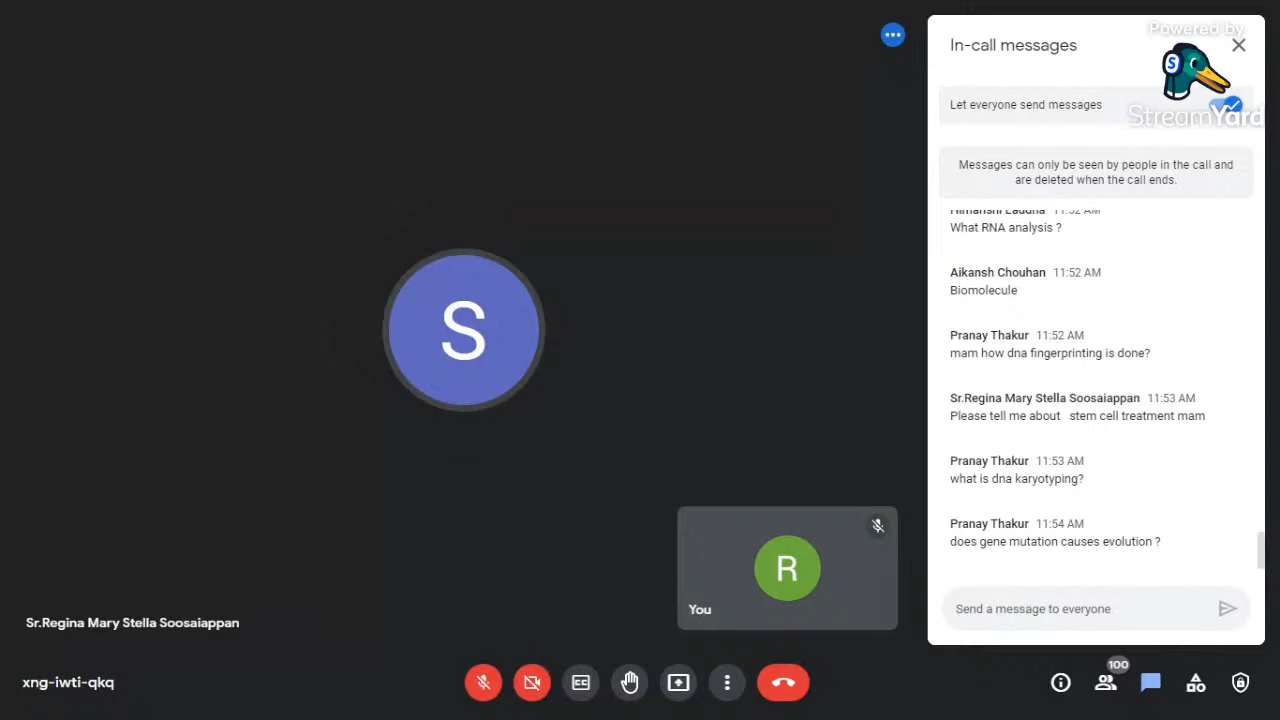 Powered by
StreamYard
In-call messages
Let everyone send messages
Messages can only be seen by people in the call and
are deleted when the call ends.
Himanshi Laddha 11:52 AM
What RNA analysis ?
Aikansh Chouhan 11:52 AM
Biomolecule
Pranay Thakur 11:52 AM
mam how dna fingerprinting is done?
Sr.Regina Mary Stella Soosaiappan 11:53 AM
Please tell me about stem cell treatment mam
Pranay Thakur 11:53 AM
what is dna karyotyping?
Pranay Thakur 11:54 AM
does gene mutation causes evolution ?
Send a message to everyone
S
R
You
Sr.Regina Mary Stella Soosaiappan
xng-iwti-qkq
CC
100